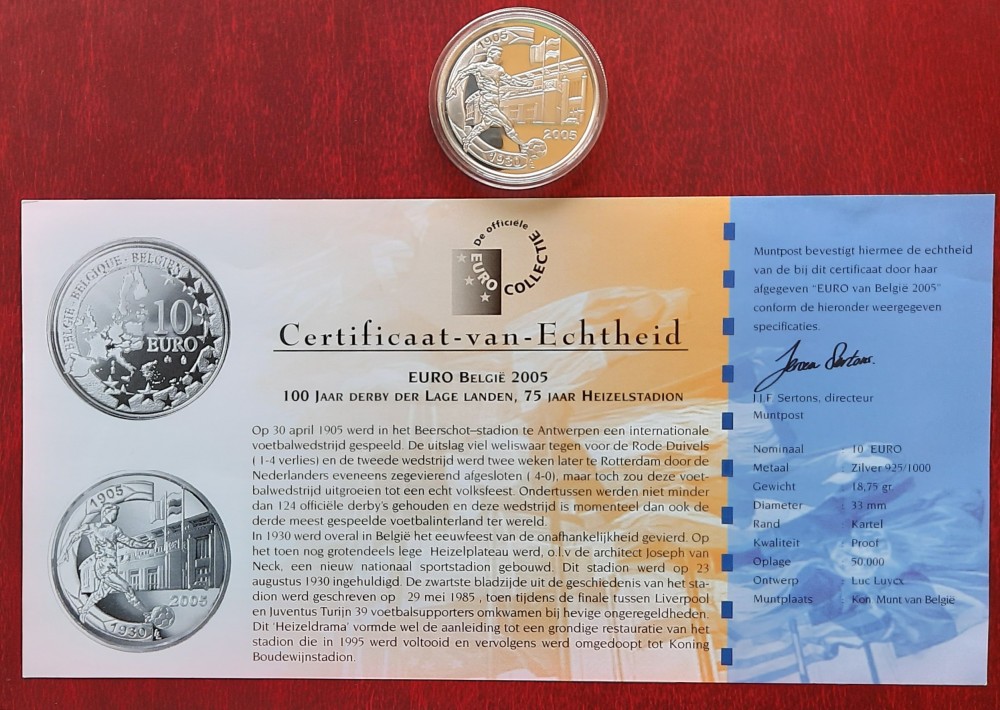 1905
2005
1930
BELGIË BELGIQUE · BELGIEN
10
EURO
1905
2005
1930
De officiële
EURO
COLLECTIE
Certificaat-van-Echtheid
EURO BELGIË 2005
100 JAAR DERBY DER LAGE LANDEN, 75 JAAR HEIZELSTADION
Op 30 april 1905 werd in het Beerschot–stadion te Antwerpen een internationale
voetbalwedstrijd gespeeld. De uitslag viel weliswaar tegen voor de Rode Duivels
( 1-4 verlies) en de tweede wedstrijd werd twee weken later te Rotterdam door de
Nederlanders eveneens zegevierend afgesloten ( 4-0), maar toch zou deze voet-
balwedstrijd uitgroeien tot een echt volksfeest. Ondertussen werden niet minder
dan 124 officiële derby's gehouden en deze wedstrijd is momenteel dan ook de
derde meest gespeelde voetbalinterland ter wereld.
In 1930 werd overal in België het eeuwfeest van de onafhankelijkheid gevierd. Op
het toen nog grotendeels lege Heizelplateau werd, o.l.v de architect Joseph van
Neck, een nieuw nationaal sportstadion gebouwd. Dit stadion werd op 23
augustus 1930 ingehuldigd. De zwartste bladzijde uit de geschiedenis van het sta-
dion werd geschreven op 29 mei 1985 , toen tijdens de finale tussen Liverpool
en Juventus Turijn 39 voetbalsupporters omkwamen bij hevige ongeregeldheden.
Dit 'Heizeldrama' vormde wel de aanleiding tot een grondige restauratie van het
stadion die in 1995 werd voltooid en vervolgens werd omgedoopt tot Koning
Boudewijnstadion.
Muntpost bevestigt hiermee de echtheid
van de bij dit certificaat door haar
afgegeven "EURO van België 2005"
conform de hieronder weergegeven
specificaties.
Jeroen Sertons.
J J F Sertons, directeur
Muntpost
Nominaal : 10 EURO
Metaal : Zilver 925/1000
Gewicht : 18,75 gr.
Diameter : 33 mm
Rand : Kartel
Kwaliteit : Proof
Oplage : 50.000
Ontwerp : Luc Luycx
Muntplaats : Kon Munt van België